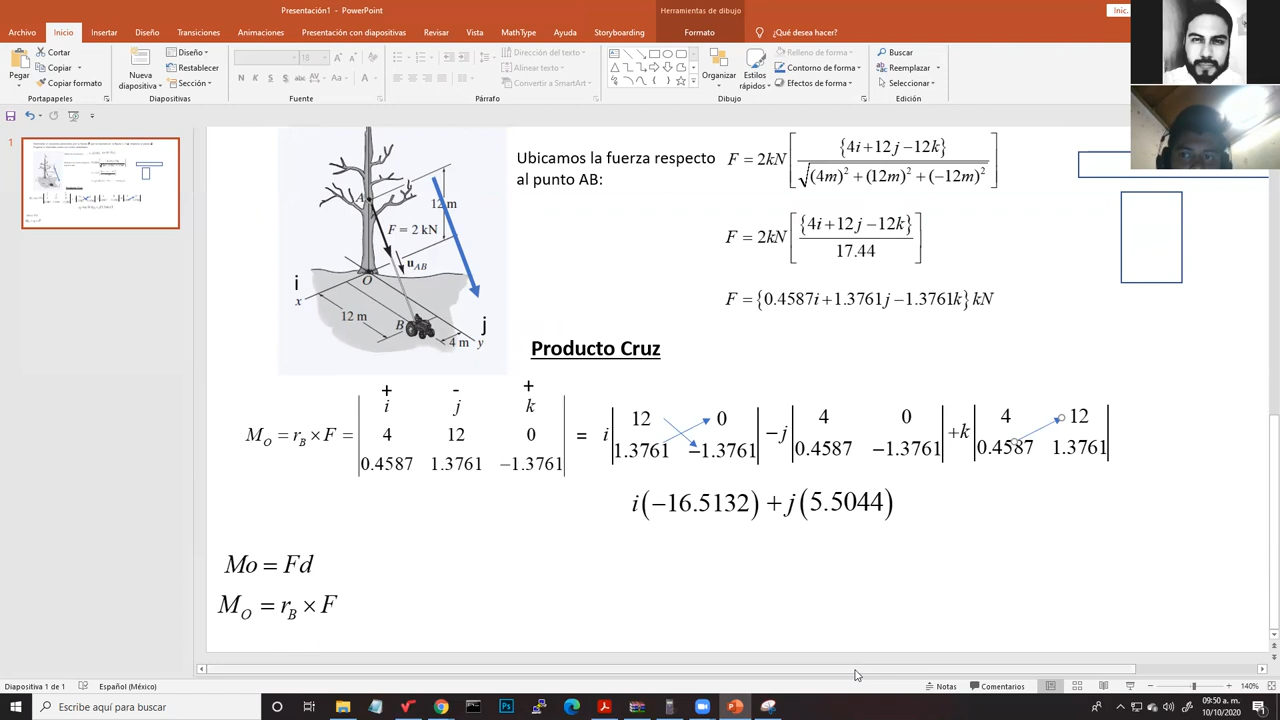 Presentación1 - PowerPoint
Herramientas de dibujo
Inic.
Archivo Inicio Insertar Diseño Transiciones Animaciones Presentación con diapositivas Revisar Vista MathType Ayuda Storyboarding Formato ¿Qué desea hacer?
Pegar
Cortar
Copiar
Copiar formato
Portapapeles
Nueva diapositiva
Diseño
Restablecer
Sección
Diapositivas
18
N K S S
Aa
A
Fuente
Dirección del texto
Alinear texto
Convertir a SmartArt
Párrafo
Organizar
Estilos rápidos
Relleno de forma
Contorno de forma
Efectos de forma
Dibujo
Buscar
Reemplazar
Seleccionar
Edición
1
Ubicamos la fuerza respecto
al punto AB:
F = 2kN [{4i+12j−12k} / √((4m)² + (12m)² + (−12m)²)]
F = 2kN [{4i+12j−12k} / 17.44]
F = {0.4587i+1.3761j−1.3761k} kN
A
12 m
F = 2 kN
u_AB
i
O
x
12 m
B
j
4 m
y
Producto Cruz
+ - +
i j k
M_O = r_B × F = | 4 12 0 | = i | 12 0 | −j | 4 0 | +k | 4 12 |
0.4587 1.3761 −1.3761 1.3761 −1.3761 0.4587 −1.3761 0.4587 1.3761
i(−16.5132) + j(5.5044)
Mo = Fd
M_O = r_B × F
Diapositiva 1 de 1 Español (México) Notas Comentarios 140%
Escribe aquí para buscar
09:50 a. m.
10/10/2020